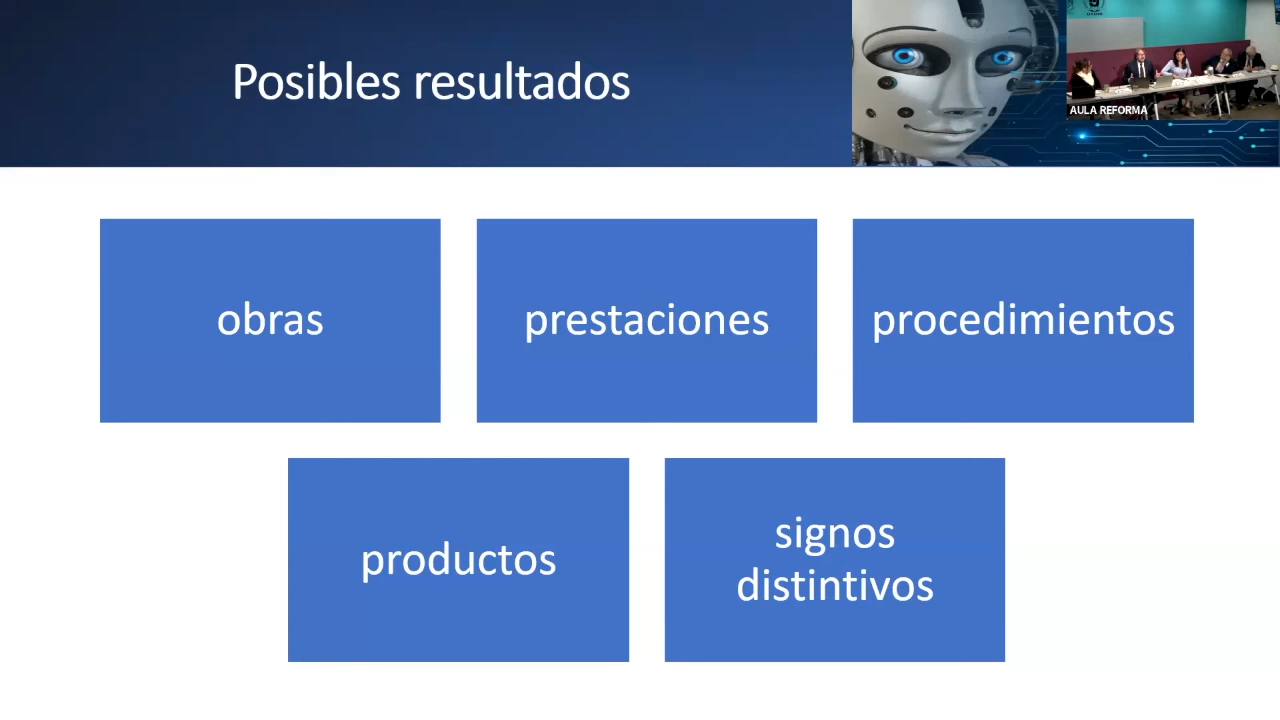 Posibles resultados
AULA REFORMA
obras
prestaciones
procedimientos
productos
signos
distintivos